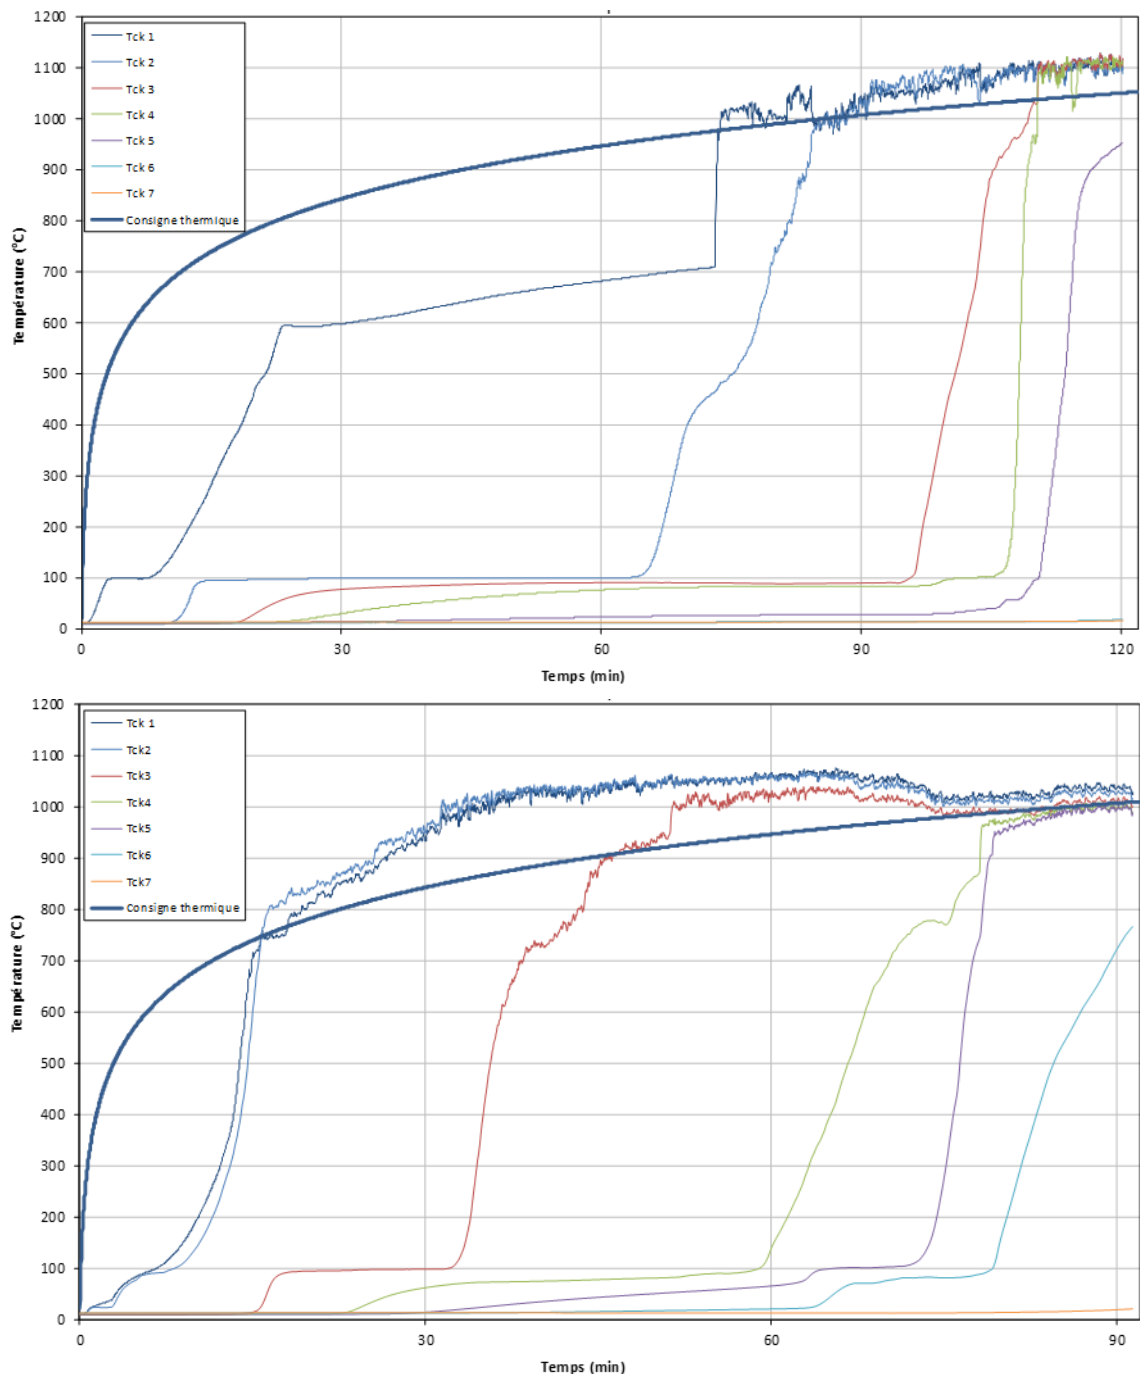 1200
1100
1000
900
800
700
600
500
400
300
200
100
0
Température (°C)
Tck 1
Tck 2
Tck 3
Tck 4
Tck 5
Tck 6
Tck 7
Consigne thermique
0
30
60
90
120
Temps (min)
1200
1100
1000
900
800
700
600
500
400
300
200
100
0
Température (°C)
Tck 1
Tck2
Tck3
Tck4
Tck5
Tck6
Tck7
Consigne thermique
0
30
60
90
Temps (min)